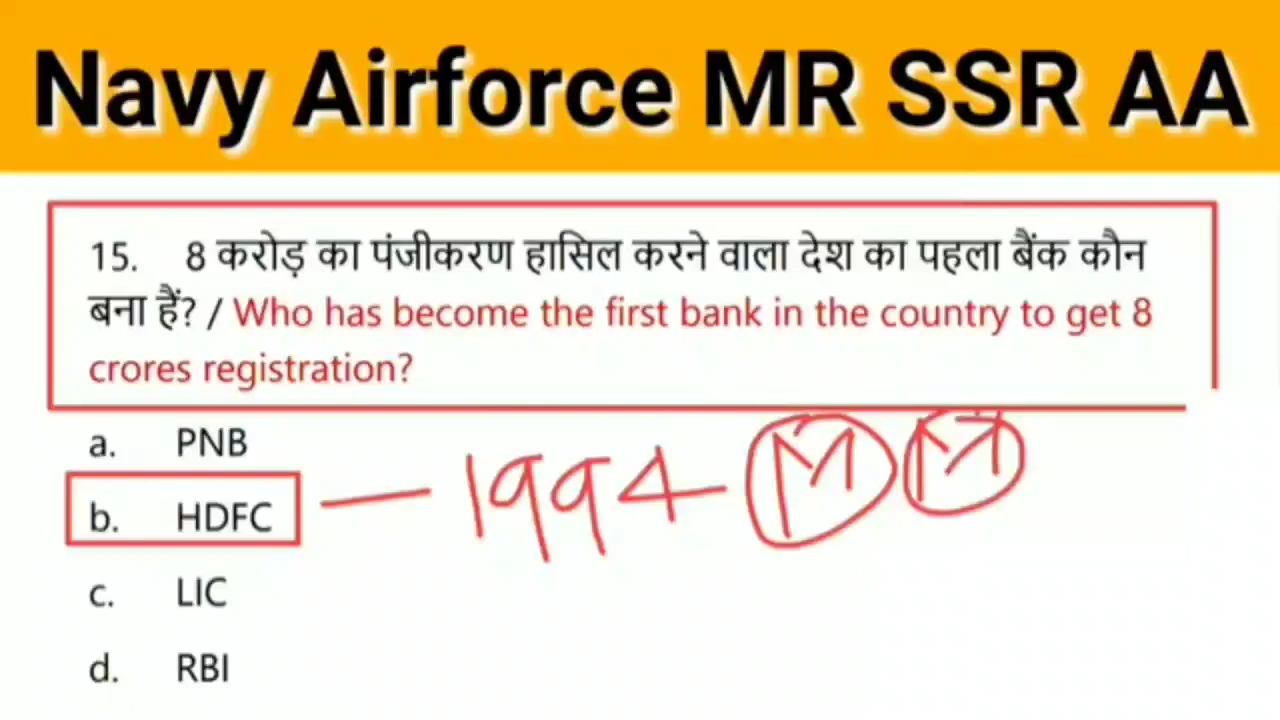 Navy Airforce MR SSR AA
15. 8 करोड़ का पंजीकरण हासिल करने वाला देश का पहला बैंक कौन
बना हैं? / Who has become the first bank in the country to get 8
crores registration?
a. PNB
b. HDFC – 1994 – M M
c. LIC
d. RBI